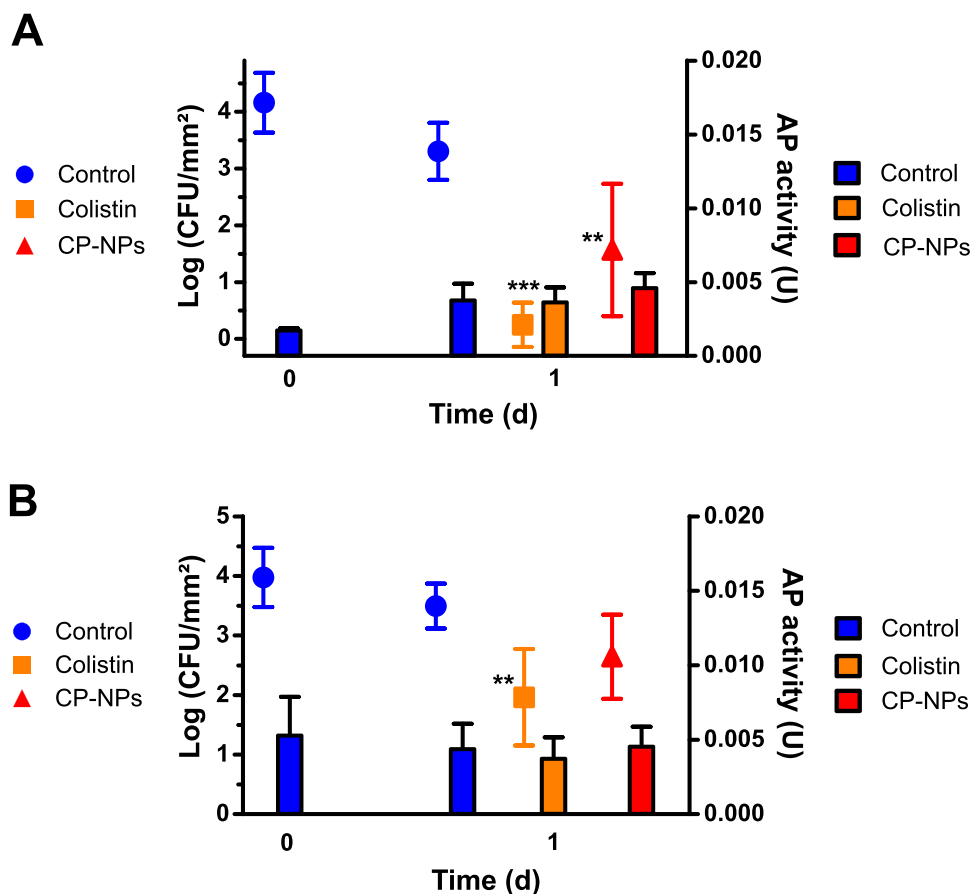 A
Log (CFU/mm²)
4
3
2
1
0
Control
Colistin
CP-NPs
***
**
0.020
0.015
0.010
0.005
0.000
AP activity (U)
Control
Colistin
CP-NPs
0
1
Time (d)
B
Log (CFU/mm²)
5
4
3
2
1
0
Control
Colistin
CP-NPs
**
0.020
0.015
0.010
0.005
0.000
AP activity (U)
Control
Colistin
CP-NPs
0
1
Time (d)